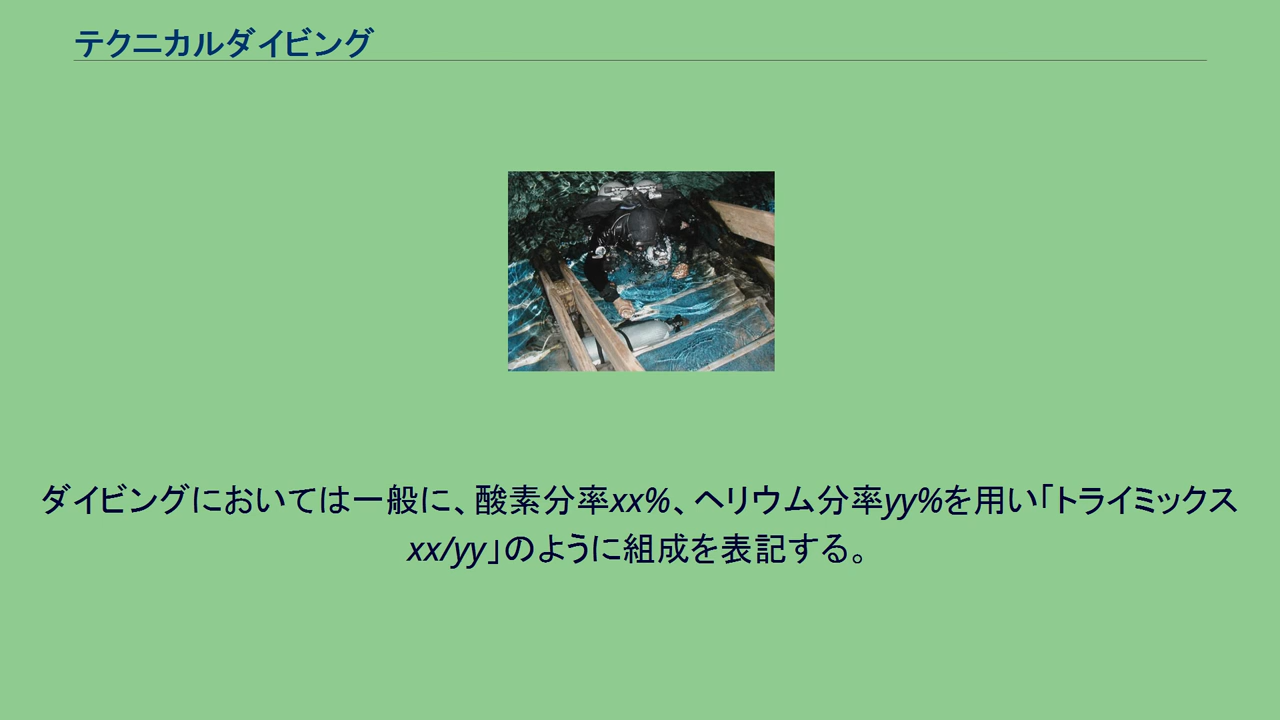 テクニカルダイビング
ダイビングにおいては一般に、酸素分率xx%、ヘリウム分率yy%を用い「トライミックス
xx/yy」のように組成を表記する。